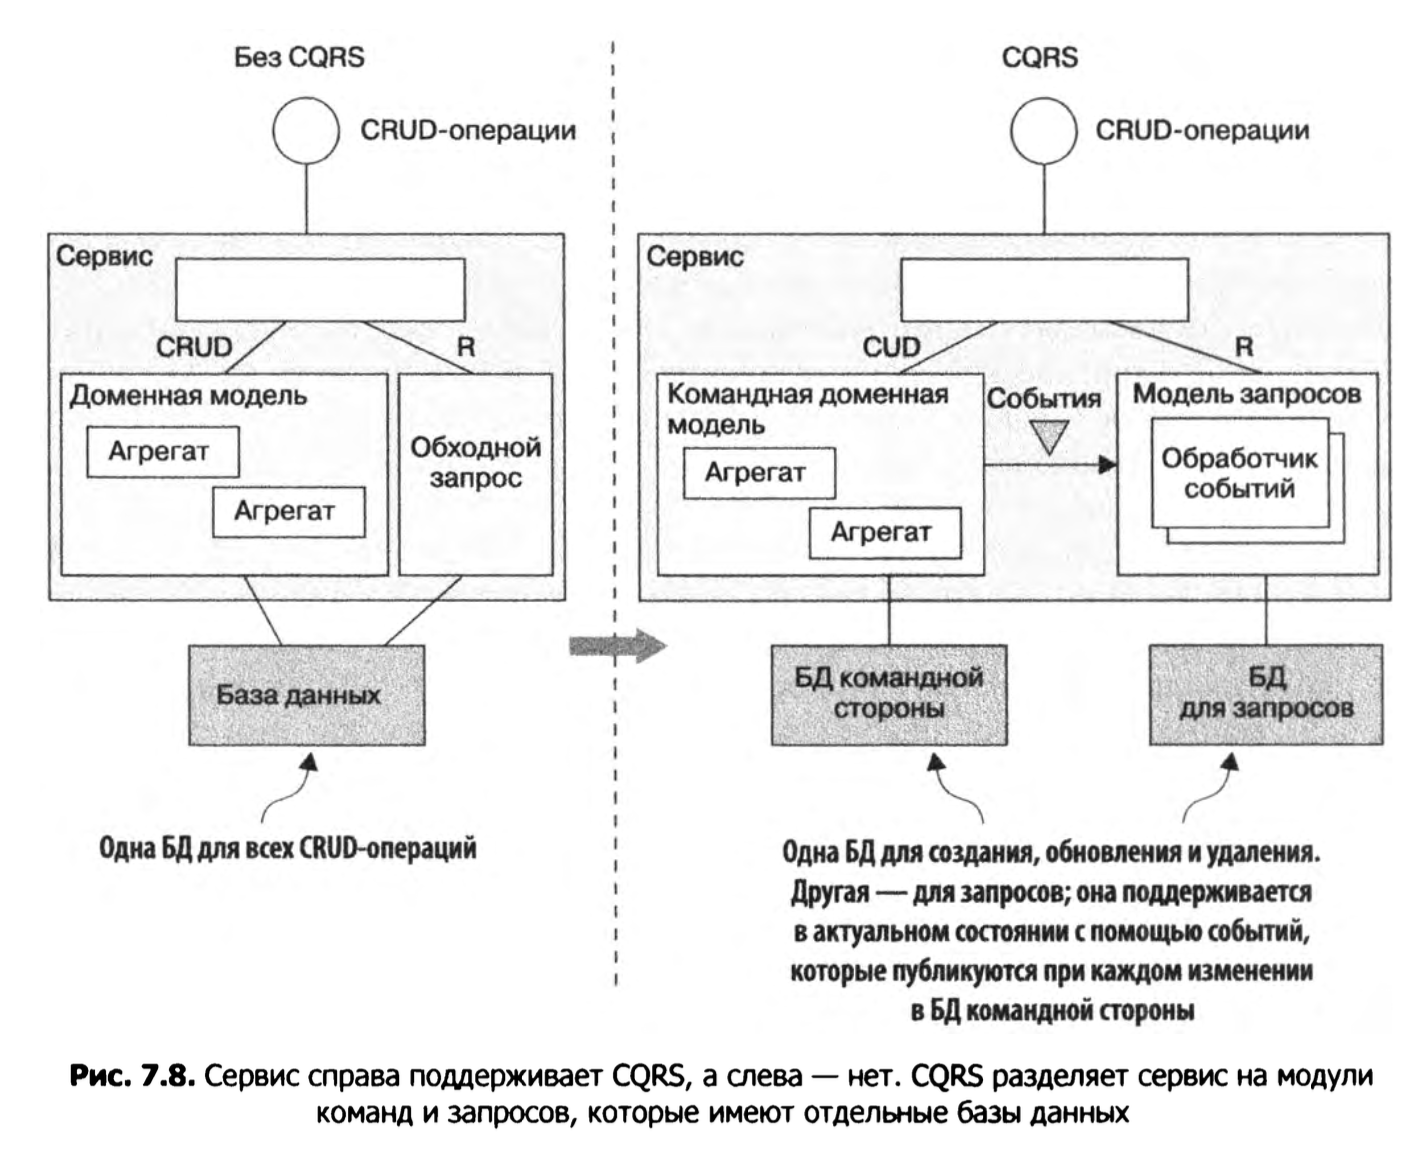 Без CQRS
CRUD-операции
Сервис
CRUD
R
Доменная модель
Агрегат
Агрегат
Обходной
запрос
База данных
Одна БД для всех CRUD-операций
CQRS
CRUD-операции
Сервис
CUD
R
Командная доменная
модель
Агрегат
Агрегат
События
Модель запросов
Обработчик
событий
БД командной
стороны
БД
для запросов
Одна БД для создания, обновления и удаления.
Другая — для запросов; она поддерживается
в актуальном состоянии с помощью событий,
которые публикуются при каждом изменении
в БД командной стороны
Рис. 7.8. Сервис справа поддерживает CQRS, а слева — нет. CQRS разделяет сервис на модули
команд и запросов, которые имеют отдельные базы данных